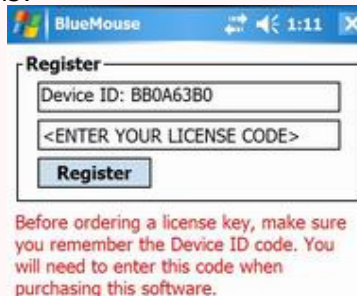 BlueMouse 1:11
Register
Device ID: BB0A63B0
<ENTER YOUR LICENSE CODE>
Register
Before ordering a license key, make sure
you remember the Device ID code. You
will need to enter this code when
purchasing this software.